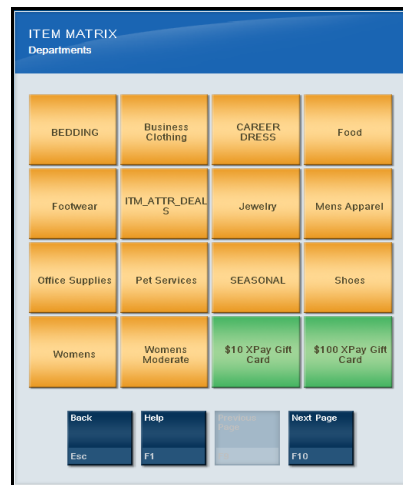 ITEM MATRIX
Departments
BEDDING
Business
Clothing
CAREER
DRESS
Food
Footwear
ITM_ATTR_DEAL
S
Jewelry
Mens Apparel
Office Supplies
Pet Services
SEASONAL
Shoes
Womens
Womens
Moderate
$10 XPay Gift
Card
$100 XPay Gift
Card
Back
Esc
Help
F1
Previous
Page
Next Page
F10